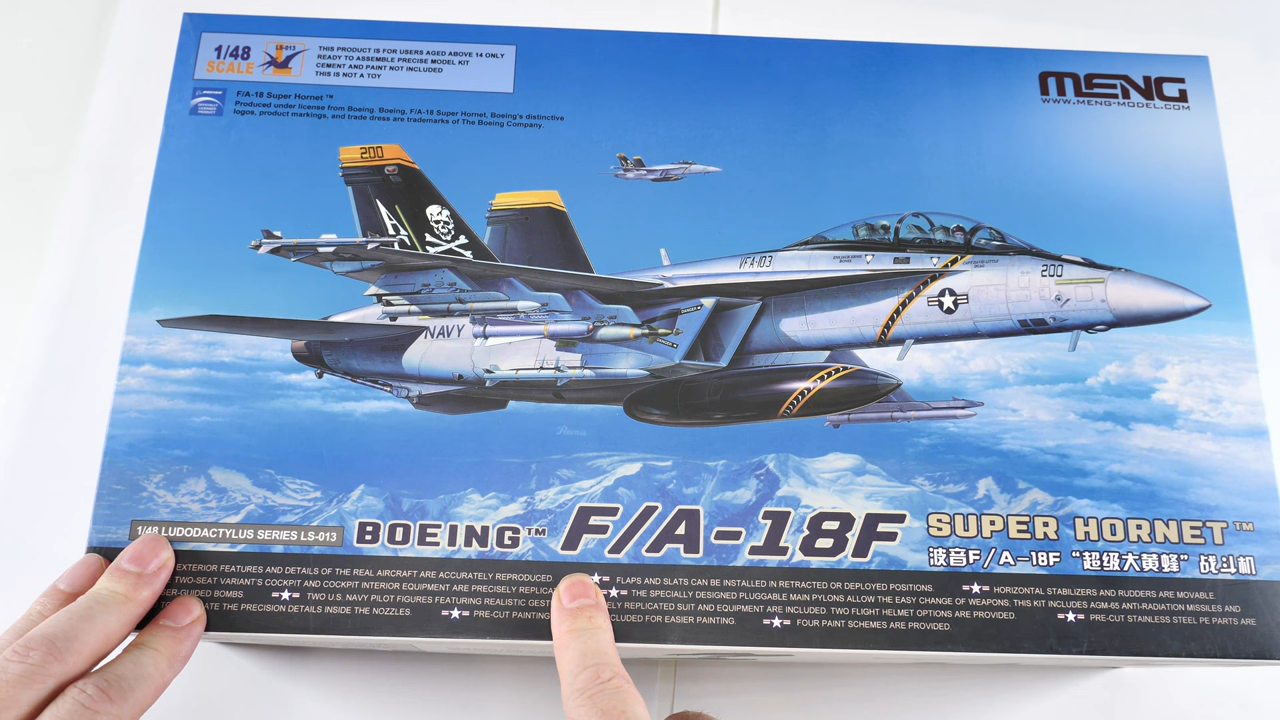 1/48
SCALE
LS-013
THIS PRODUCT IS FOR USERS AGED ABOVE 14 ONLY
READY TO ASSEMBLE PRECISE MODEL KIT
CEMENT AND PAINT NOT INCLUDED
THIS IS NOT A TOY
BOEING
OFFICIALLY
LICENSED
PRODUCT
F/A-18 Super Hornet ™
Produced under license from Boeing. Boeing, F/A-18 Super Hornet, Boeing's distinctive
logos, product markings, and trade dress are trademarks of The Boeing Company.
MENG
WWW.MENG-MODEL.COM
200
A
VFA-103
200
NAVY
DANGER
DANGER
1/48 LUDODACTYLUS SERIES LS-013
BOEING™ F/A-18F SUPER HORNET™
波音F/A-18F“超级大黄蜂”战斗机
EXTERIOR FEATURES AND DETAILS OF THE REAL AIRCRAFT ARE ACCURATELY REPRODUCED. FLAPS AND SLATS CAN BE INSTALLED IN RETRACTED OR DEPLOYED POSITIONS. HORIZONTAL STABILIZERS AND RUDDERS ARE MOVABLE.
TWO-SEAT VARIANT'S COCKPIT AND COCKPIT INTERIOR EQUIPMENT ARE PRECISELY THE SPECIALLY DESIGNED PLUGGABLE MAIN PYLONS ALLOW THE EASY CHANGE OF WEAPONS, THIS KIT INCLUDES AGM-65 ANTI-RADIATION MISSILES AND
BOMBS. TWO U.S. NAVY PILOT FIGURES FEATURING REALISTIC REPLICATED SUIT AND EQUIPMENT ARE INCLUDED. TWO FLIGHT HELMET OPTIONS ARE PROVIDED. PRE-CUT STAINLESS STEEL PE PARTS ARE
THE PRECISION DETAILS INSIDE THE NOZZLES. PRE-CUT PAINTING INCLUDED FOR EASIER PAINTING. FOUR PAINT SCHEMES ARE PROVIDED.